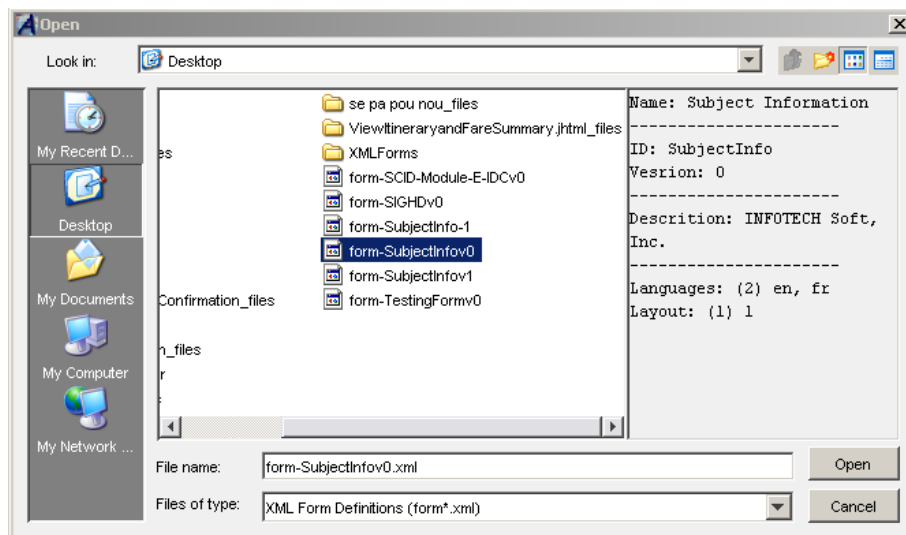 Open
Look in:
Desktop
My Recent D...
Desktop
My Documents
My Computer
My Network ...
es
Confirmation_files
n_files
r
se pa pou nou_files
ViewItineraryandFareSummary.jhtml_files
XMLForms
form-SCID-Module-E-IDCv0
form-SIGHDv0
form-SubjectInfo-1
form-SubjectInfov0
form-SubjectInfov1
form-TestingFormv0
Name: Subject Information
----------------------
ID: SubjectInfo
Vesrion: 0
----------------------
Descrition: INFOTECH Soft,
Inc.
----------------------
Languages: (2) en, fr
Layout: (1) l
File name:
form-SubjectInfov0.xml
Open
Files of type:
XML Form Definitions (form*.xml)
Cancel